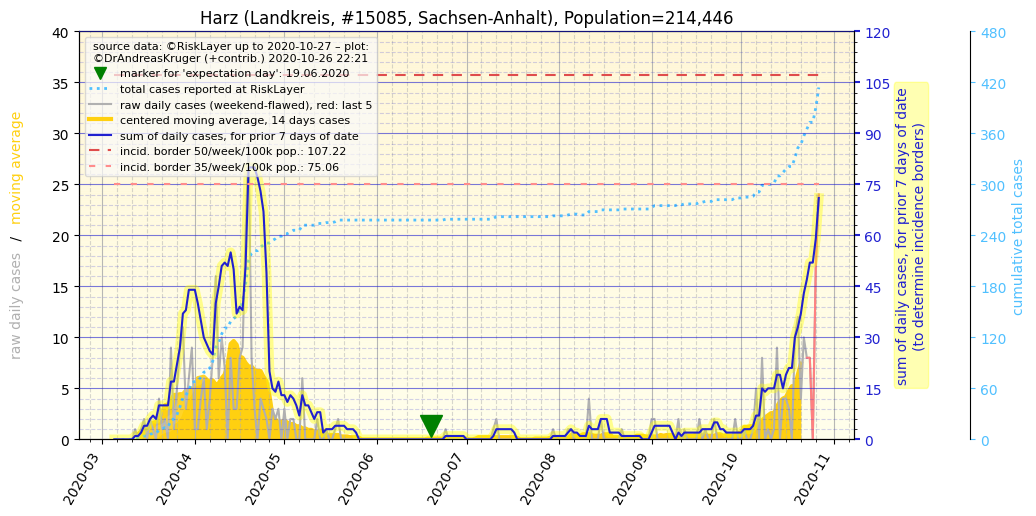 Harz (Landkreis, #15085, Sachsen-Anhalt), Population=214,446
source data: ©RiskLayer up to 2020-10-27 – plot:
©DrAndreasKruger (+contrib.) 2020-10-26 22:21
marker for 'expectation day': 19.06.2020
total cases reported at RiskLayer
raw daily cases (weekend-flawed), red: last 5
centered moving average, 14 days cases
sum of daily cases, for prior 7 days of date
incid. border 50/week/100k pop.: 107.22
incid. border 35/week/100k pop.: 75.06
raw daily cases / moving average
40
35
30
25
20
15
10
5
0
2020-03
2020-04
2020-05
2020-06
2020-07
2020-08
2020-09
2020-10
2020-11
120
105
90
75
60
45
30
15
0
sum of daily cases, for prior 7 days of date
(to determine incidence borders)
480
420
360
300
240
180
120
60
0
cumulative total cases